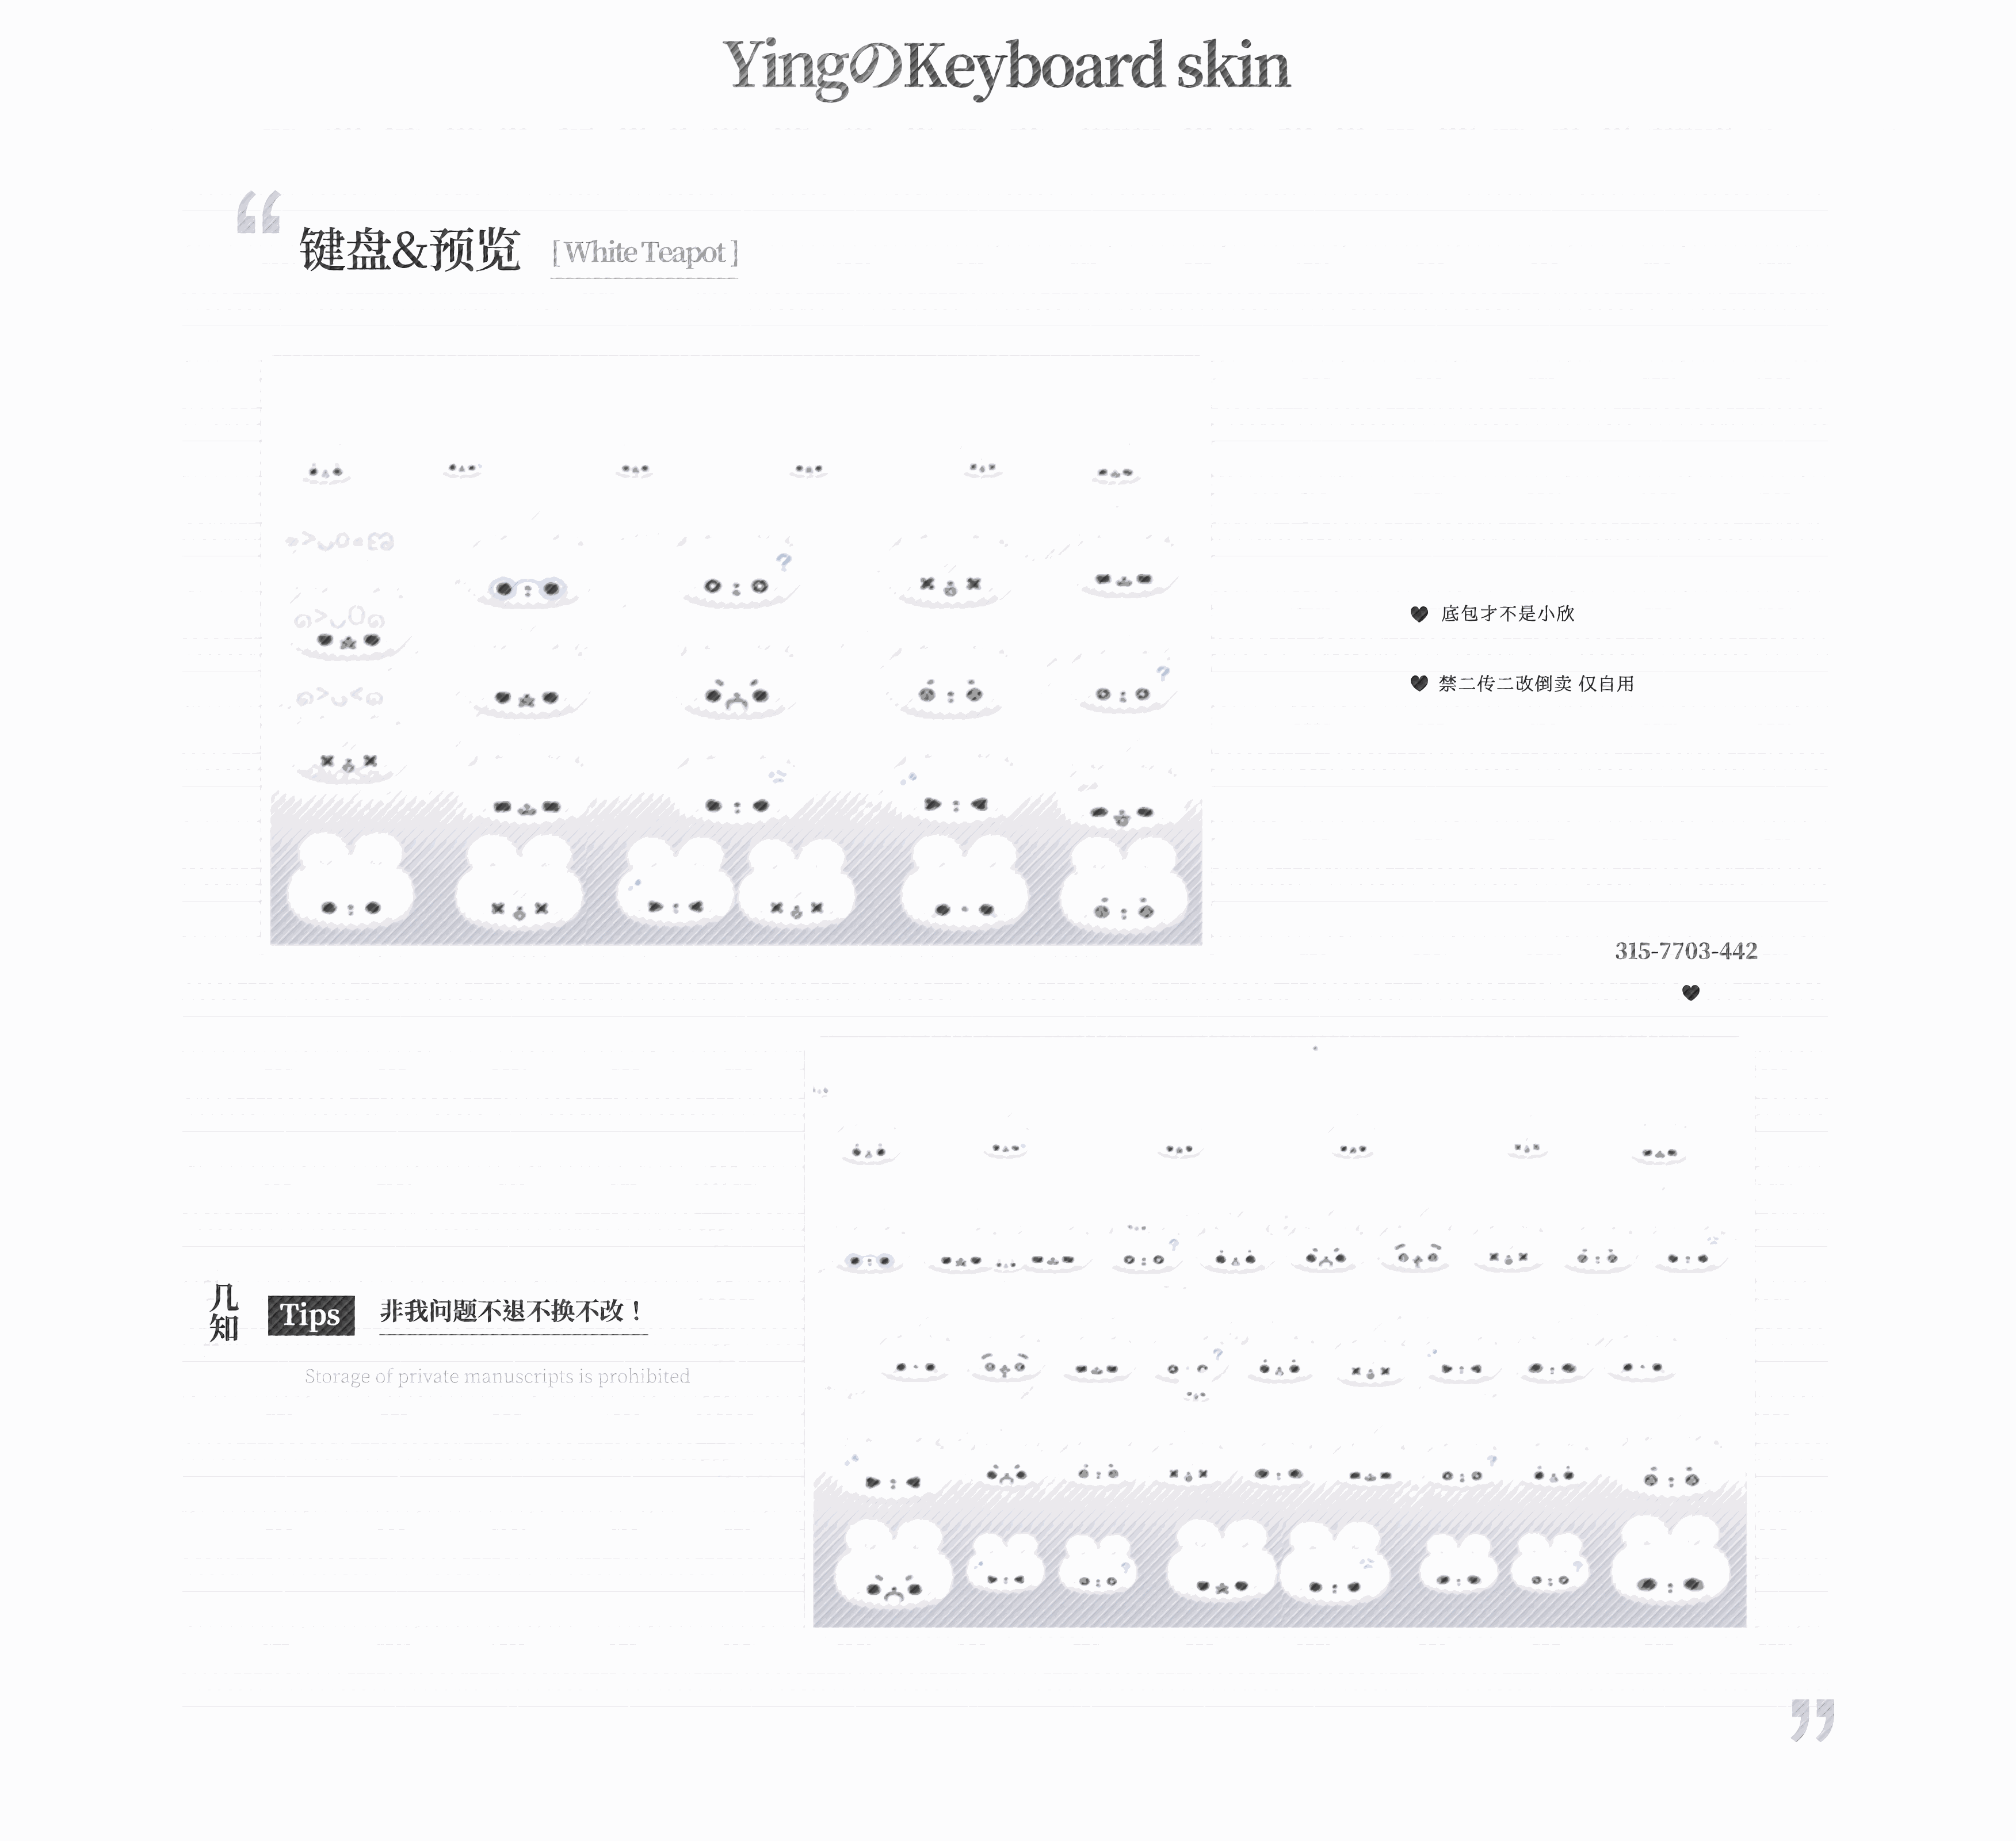 YingのKeyboard skin
“
键盘&预览 [ White Teapot ]
底包才不是小欣
禁二传二改倒卖 仅自用
315-7703-442
几知
Tips 非我问题不退不换不改！
Storage of private manuscripts is prohibited
”